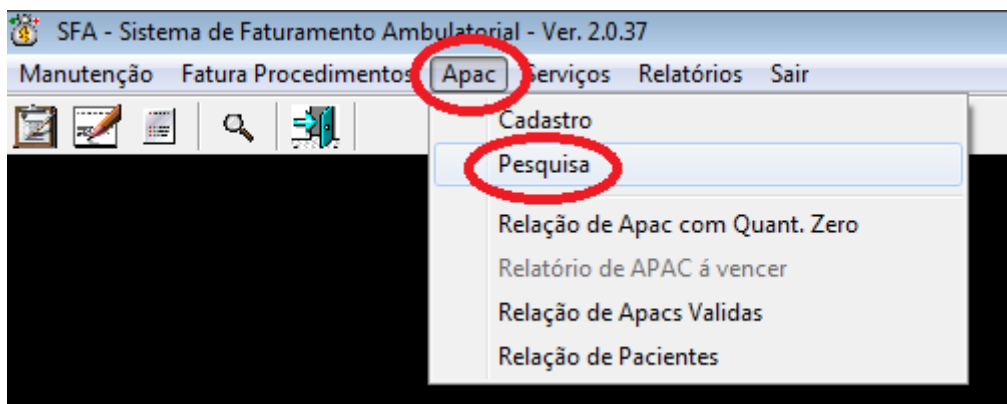 SFA - Sistema de Faturamento Ambulatorial - Ver. 2.0.37
Manutenção Fatura Procedimentos Apac Serviços Relatórios Sair
Cadastro
Pesquisa
Relação de Apac com Quant. Zero
Relatório de APAC á vencer
Relação de Apacs Validas
Relação de Pacientes